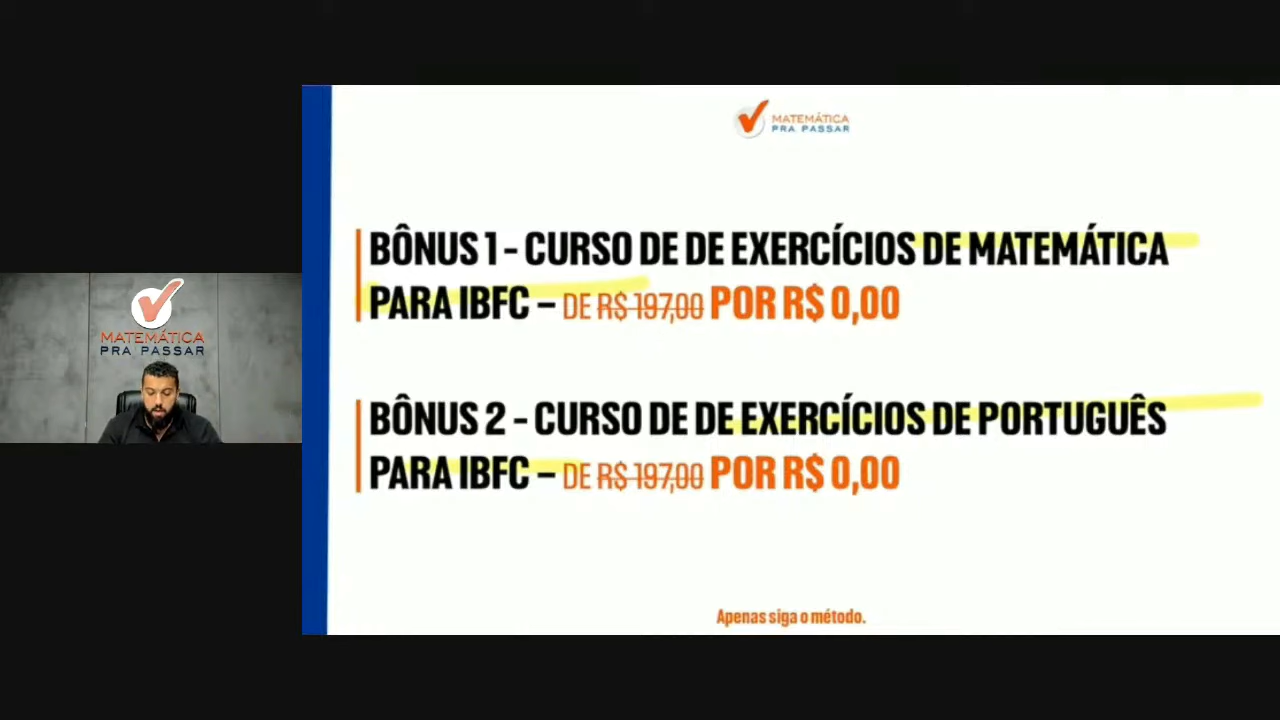 MATEMÁTICA
PRA PASSAR
BÔNUS 1 - CURSO DE DE EXERCÍCIOS DE MATEMÁTICA
PARA IBFC – DE R$ 197,00 POR R$ 0,00
MATEMÁTICA
PRA PASSAR
BÔNUS 2 - CURSO DE DE EXERCÍCIOS DE PORTUGUÊS
PARA IBFC – DE R$ 197,00 POR R$ 0,00
Apenas siga o método.